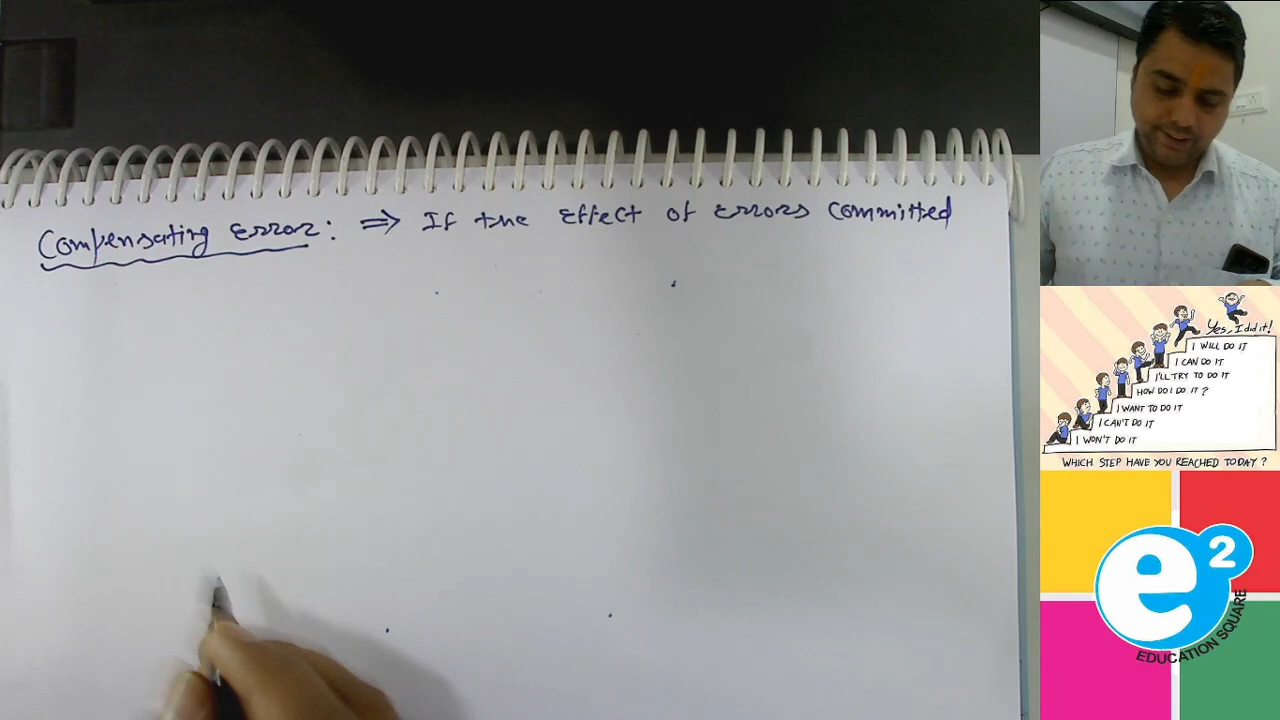 Compensating Error : ⇒ If the Effect of Errors Committed
Yes, I did it!
I WILL DO IT
I CAN DO IT
I'LL TRY TO DO IT
HOW DO I DO IT ?
I WANT TO DO IT
I CAN'T DO IT
I WON'T DO IT
WHICH STEP HAVE YOU REACHED TODAY ?
e2
EDUCATION SQUARE